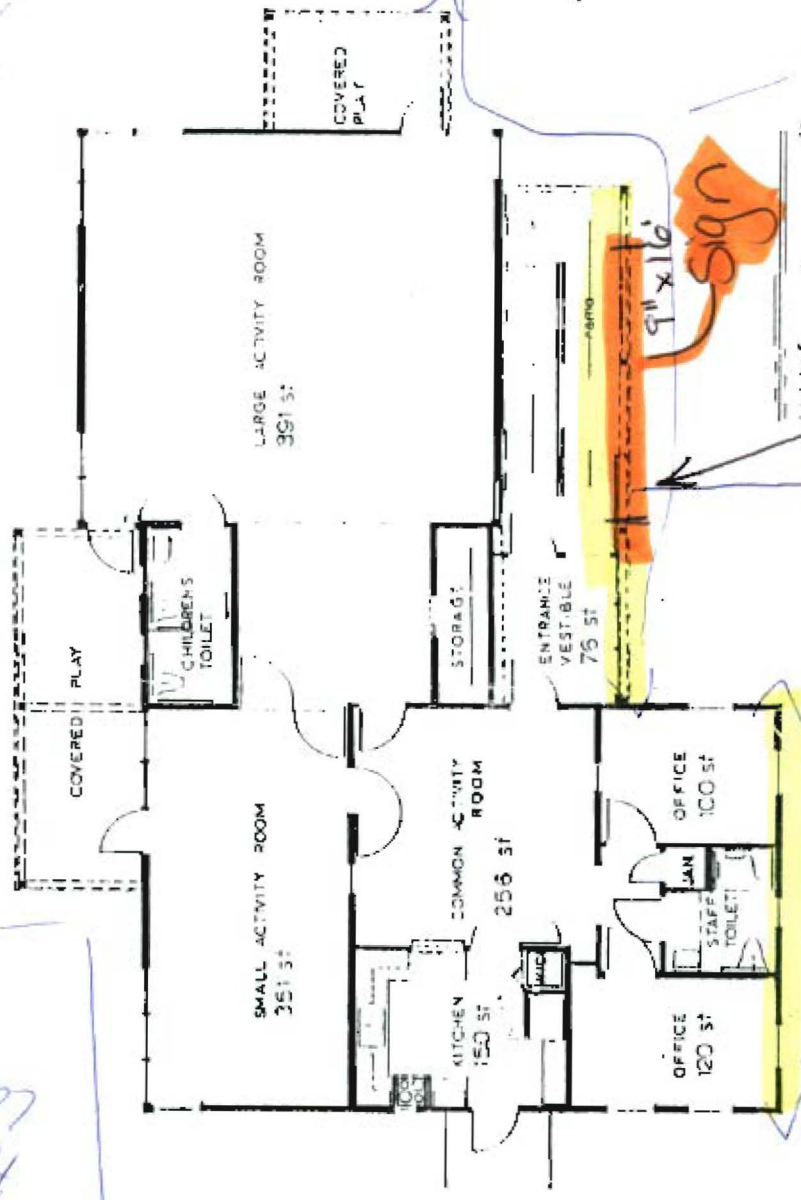 COVERED
PLAY
LARGE ACTIVITY ROOM
991 sf
9" x 16'
Sign
CHILDREN'S
TOILET
STORAGE
ENTRANCE
VESTIBLE
76 sf
COVERED PLAY
SMALL ACTIVITY ROOM
351 sf
COMMON ACTIVITY
ROOM
256 sf
OFFICE
100 sf
JAN.
STAFF
TOILET
KITCHEN
150 sf
OFFICE
120 sf